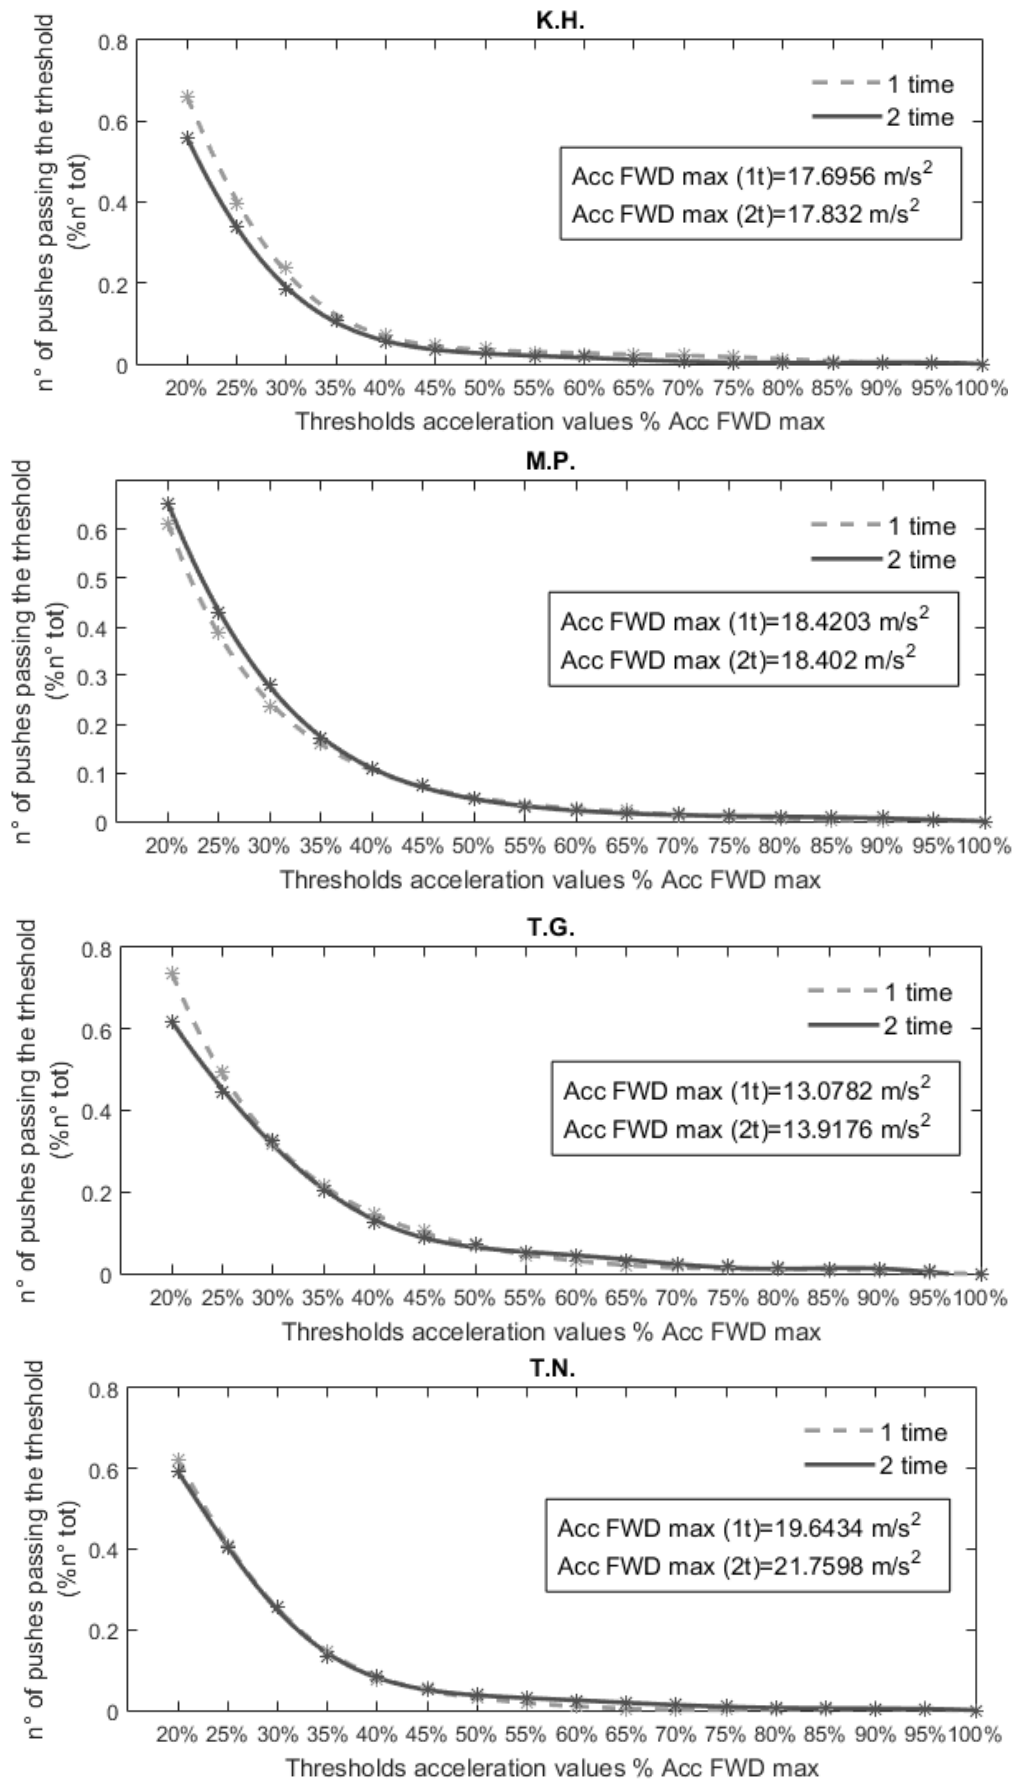 K.H.
n° of pushes passing the trheshold
(%n° tot)
0.8
0.6
0.4
0.2
0
1 time
2 time
Acc FWD max (1t)=17.6956 m/s²
Acc FWD max (2t)=17.832 m/s²
20% 25% 30% 35% 40% 45% 50% 55% 60% 65% 70% 75% 80% 85% 90% 95% 100%
Thresholds acceleration values % Acc FWD max
M.P.
n° of pushes passing the trheshold
(%n° tot)
0.6
0.5
0.4
0.3
0.2
0.1
0
1 time
2 time
Acc FWD max (1t)=18.4203 m/s²
Acc FWD max (2t)=18.402 m/s²
20% 25% 30% 35% 40% 45% 50% 55% 60% 65% 70% 75% 80% 85% 90% 95% 100%
Thresholds acceleration values % Acc FWD max
T.G.
n° of pushes passing the trheshold
(%n° tot)
0.8
0.6
0.4
0.2
0
1 time
2 time
Acc FWD max (1t)=13.0782 m/s²
Acc FWD max (2t)=13.9176 m/s²
20% 25% 30% 35% 40% 45% 50% 55% 60% 65% 70% 75% 80% 85% 90% 95% 100%
Thresholds acceleration values % Acc FWD max
T.N.
n° of pushes passing the trheshold
(%n° tot)
0.8
0.6
0.4
0.2
0
1 time
2 time
Acc FWD max (1t)=19.6434 m/s²
Acc FWD max (2t)=21.7598 m/s²
20% 25% 30% 35% 40% 45% 50% 55% 60% 65% 70% 75% 80% 85% 90% 95% 100%
Thresholds acceleration values % Acc FWD max